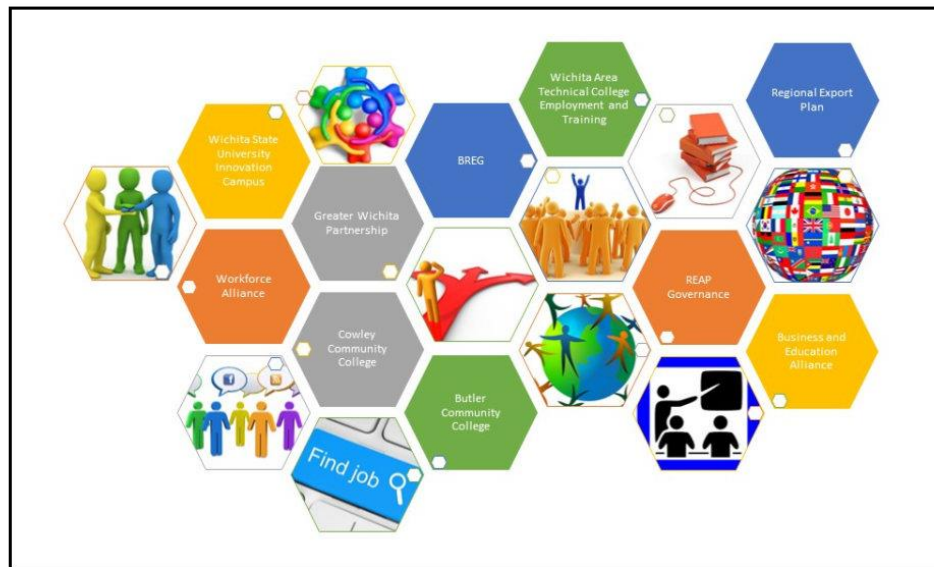 Wichita Area
Technical College
Employment and
Training
Regional Export
Plan
Wichita State
University
Innovation
Campus
BREG
Greater Wichita
Partnership
Workforce
Alliance
REAP
Governance
Cowley
Community
College
Business and
Education
Alliance
Butler
Community
College
Find job